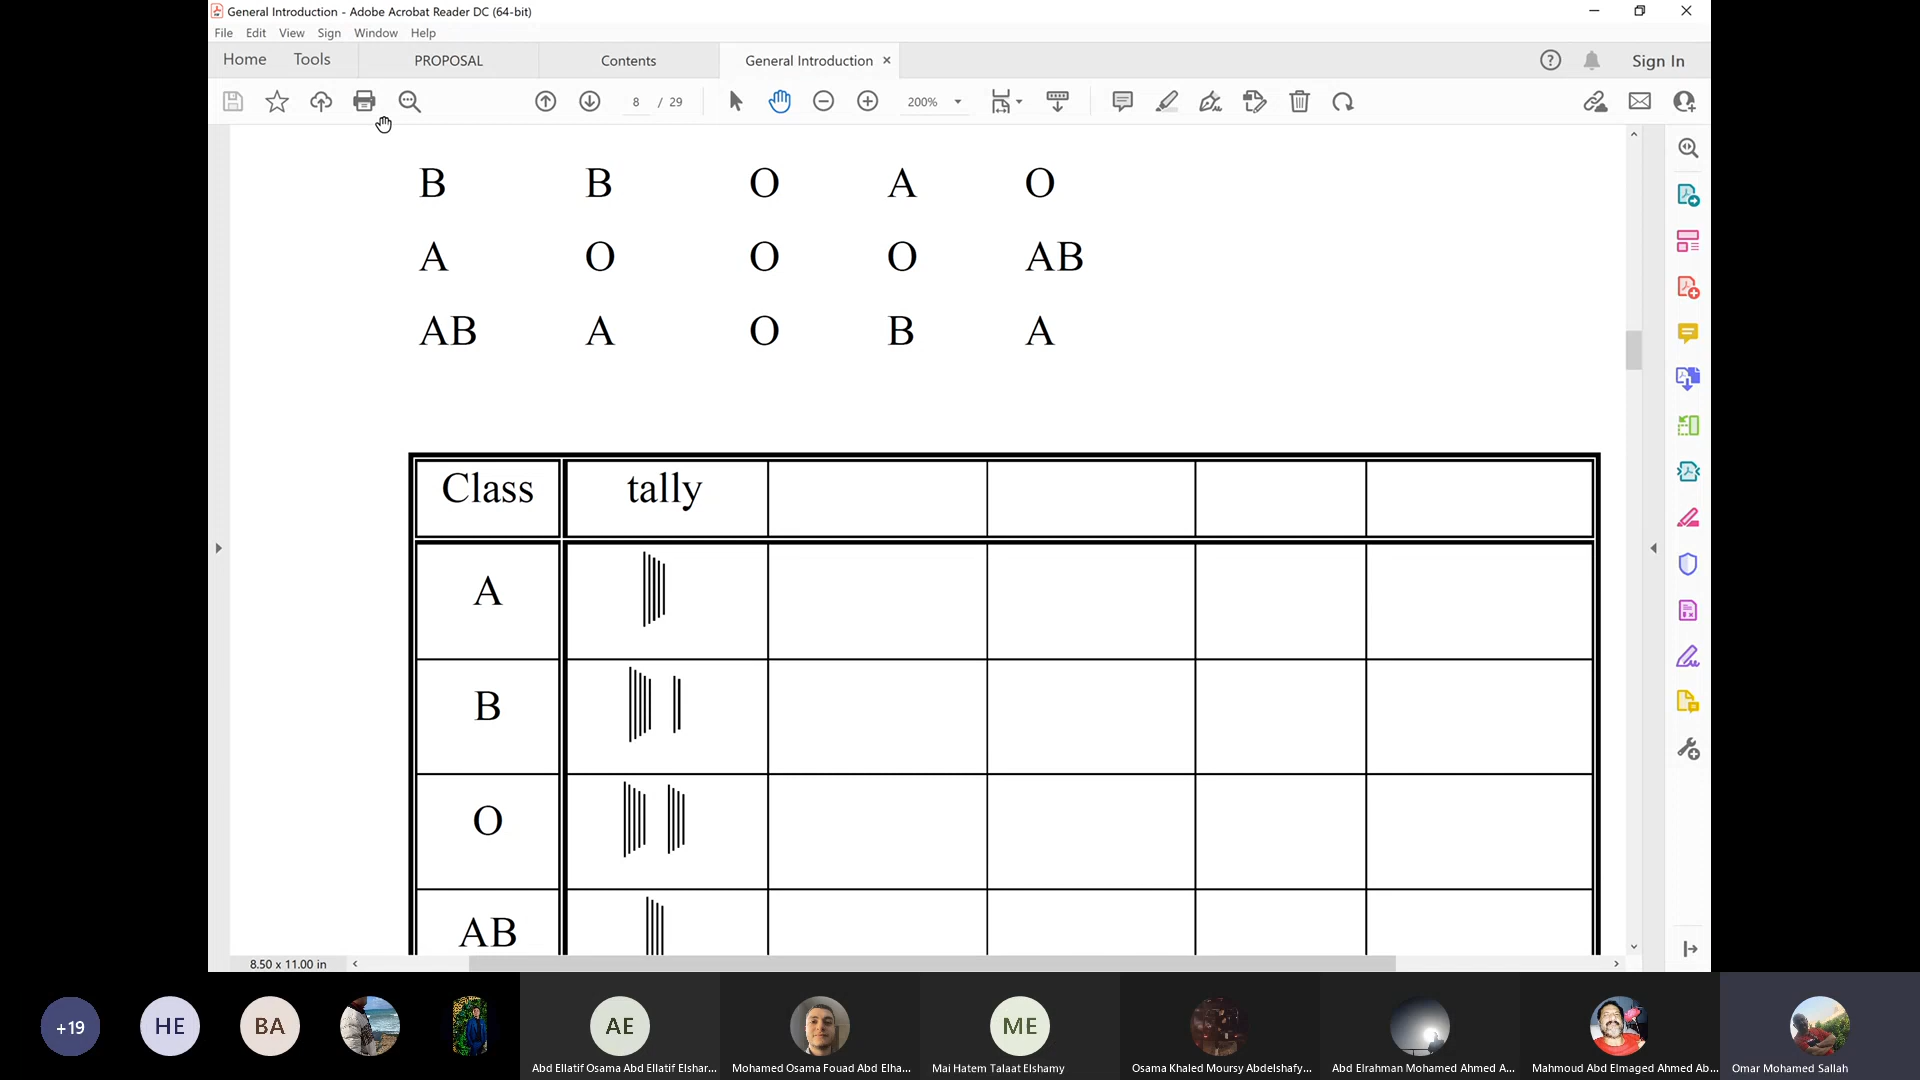 General Introduction - Adobe Acrobat Reader DC (64-bit)
File Edit View Sign Window Help
Home Tools PROPOSAL Contents General Introduction × Sign In
8 / 29 200%
B B O A O
A O O O AB
AB A O B A
Class tally
A
B
O
AB
8.50 x 11.00 in
+19 HE BA AE ME
Abd Ellatif Osama Abd Ellatif Elshar... Mohamed Osama Fouad Abd Elha... Mai Hatem Talaat Elshamy Osama Khaled Moursy Abdelshafy... Abd Elrahman Mohamed Ahmed A... Mahmoud Abd Elmaged Ahmed Ab... Omar Mohamed Sallah